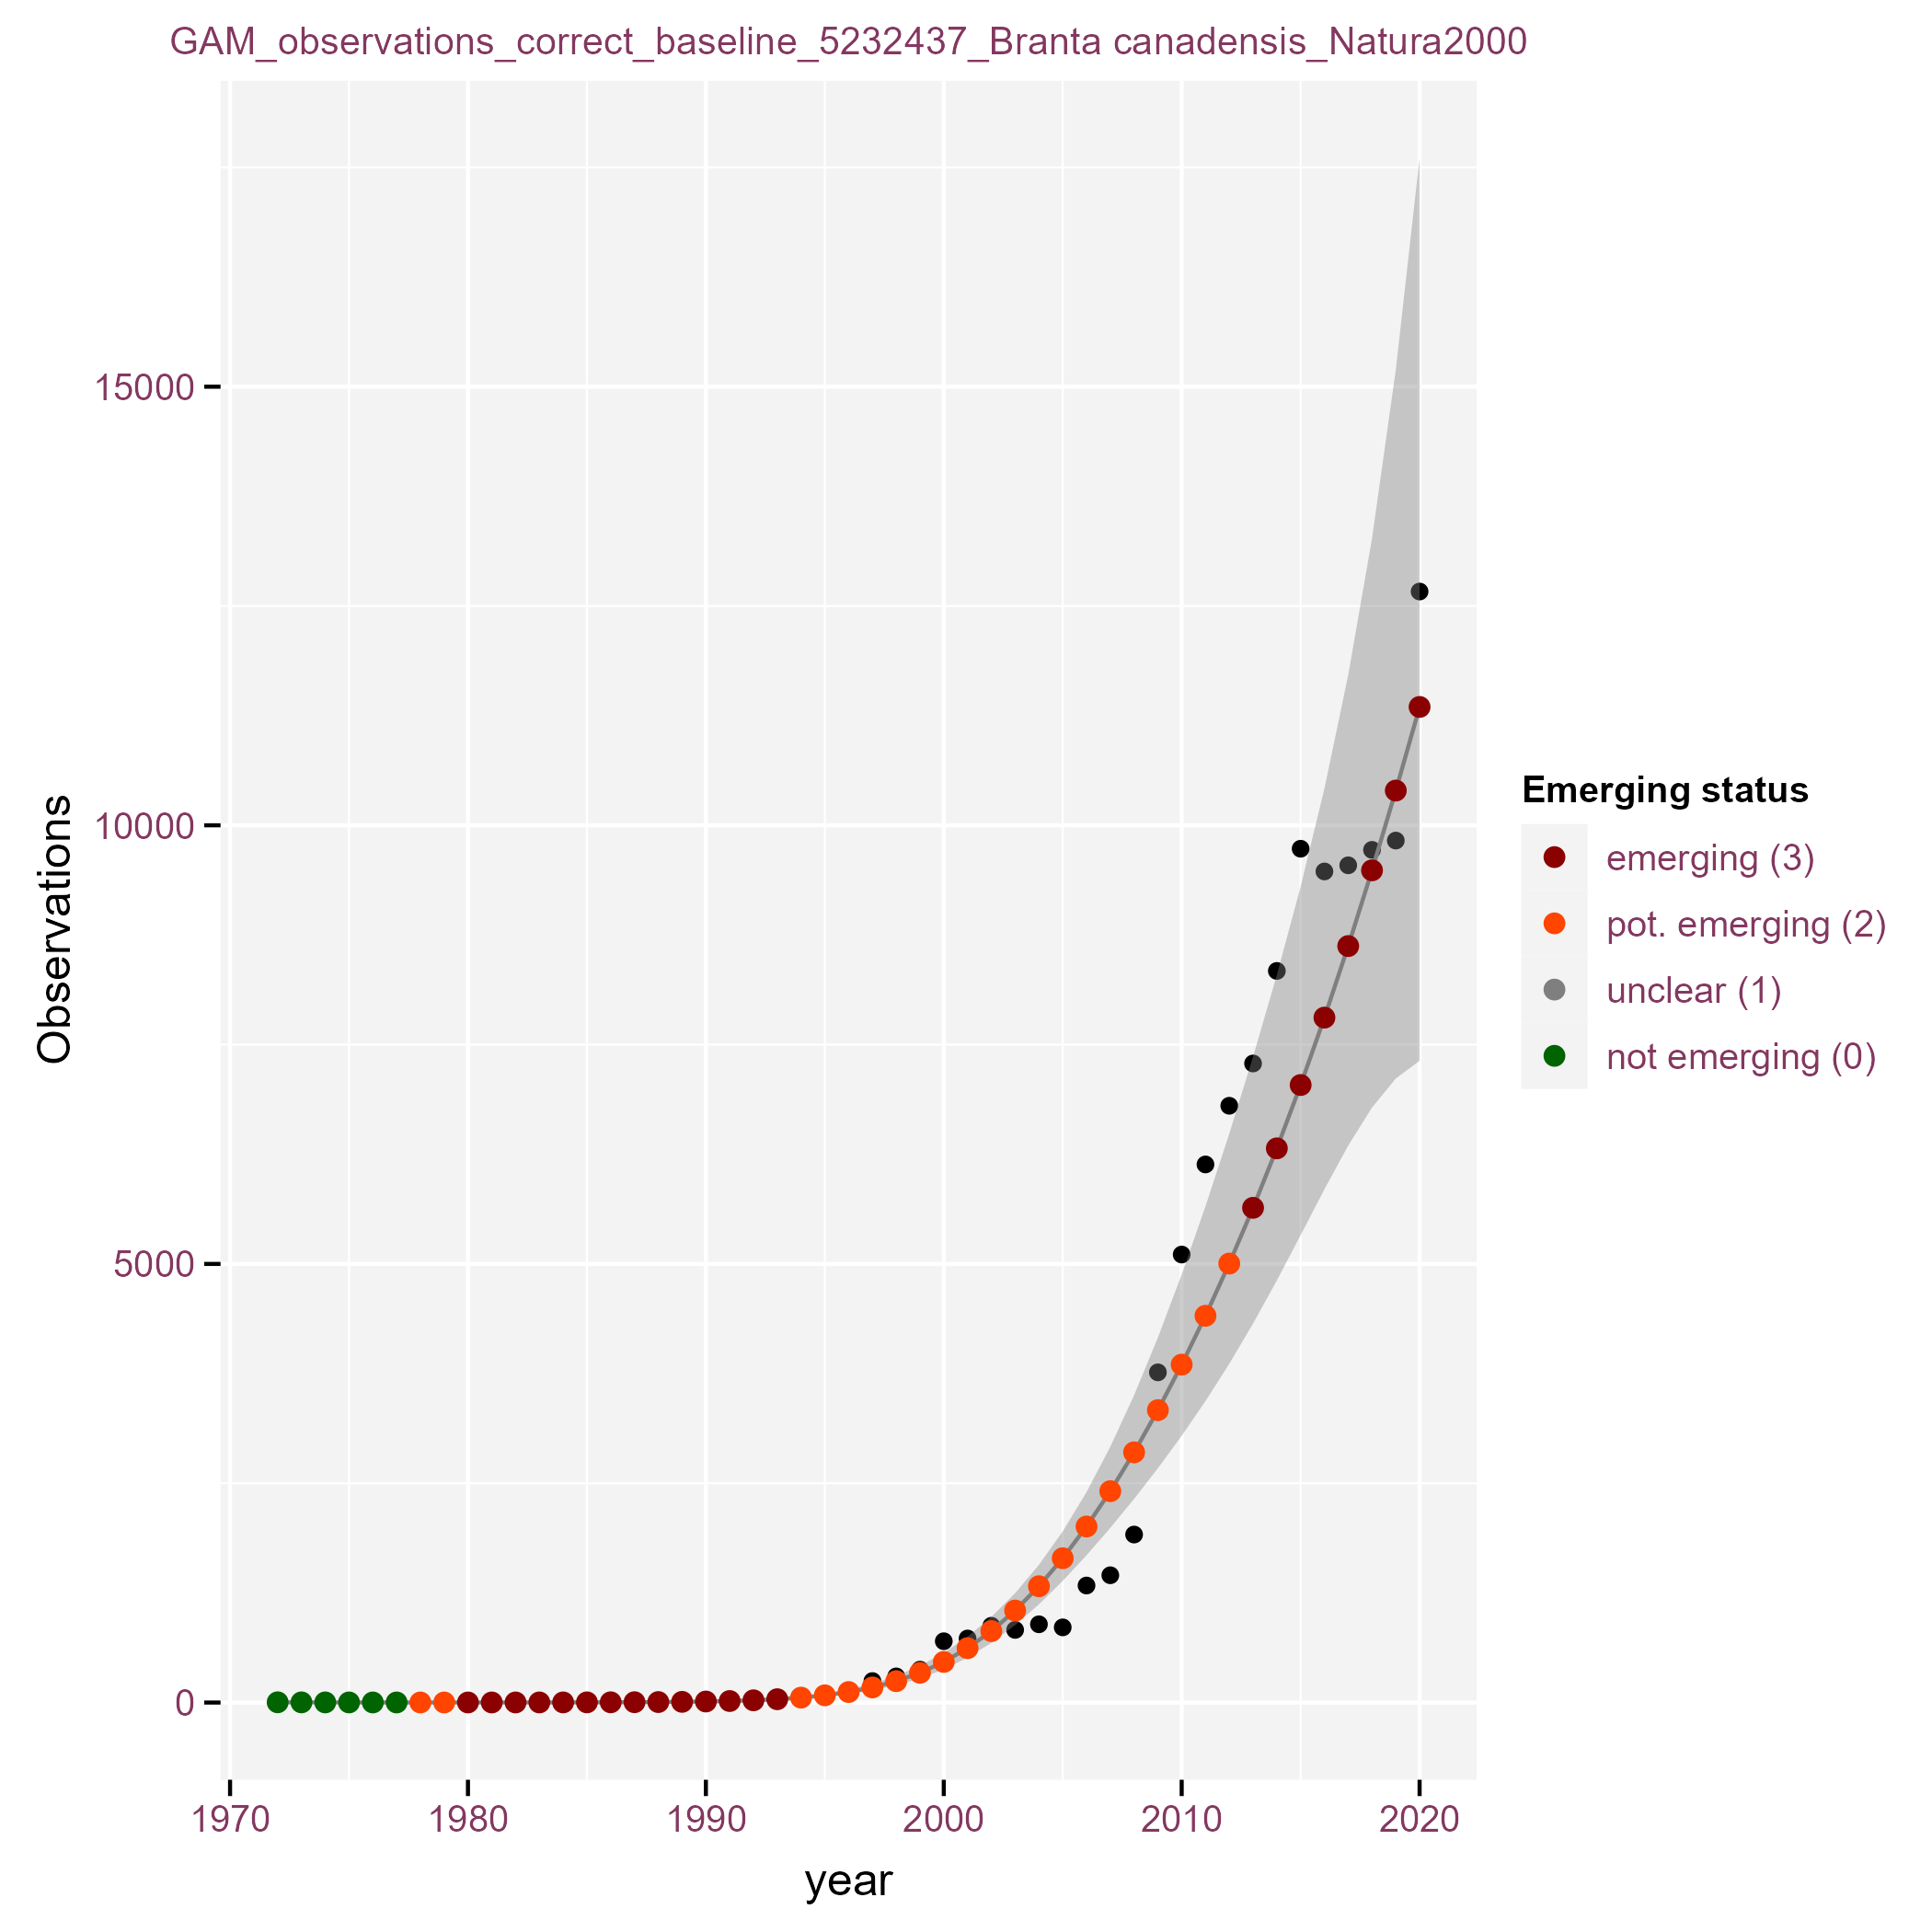 GAM_observations_correct_baseline_5232437_Branta canadensis_Natura2000
15000
10000
5000
0
Observations
1970 1980 1990 2000 2010 2020
year
Emerging status
emerging (3)
pot. emerging (2)
unclear (1)
not emerging (0)